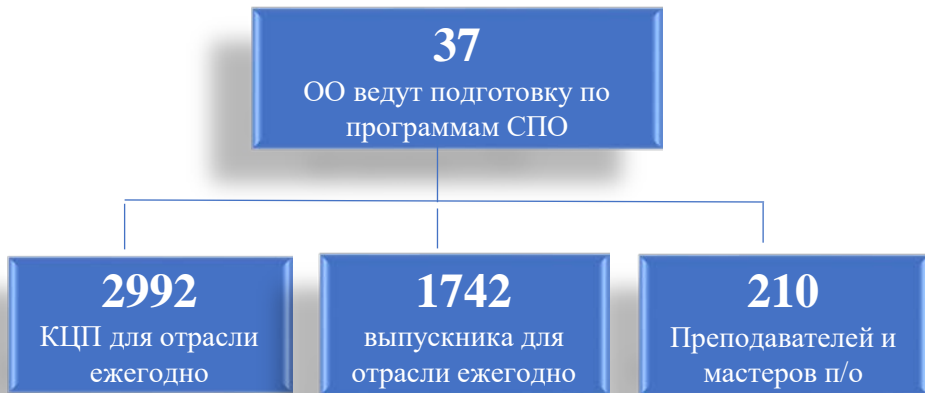 37
ОО ведут подготовку по
программам СПО
2992
КЦП для отрасли
ежегодно
1742
выпускника для
отрасли ежегодно
210
Преподавателей и
мастеров п/о